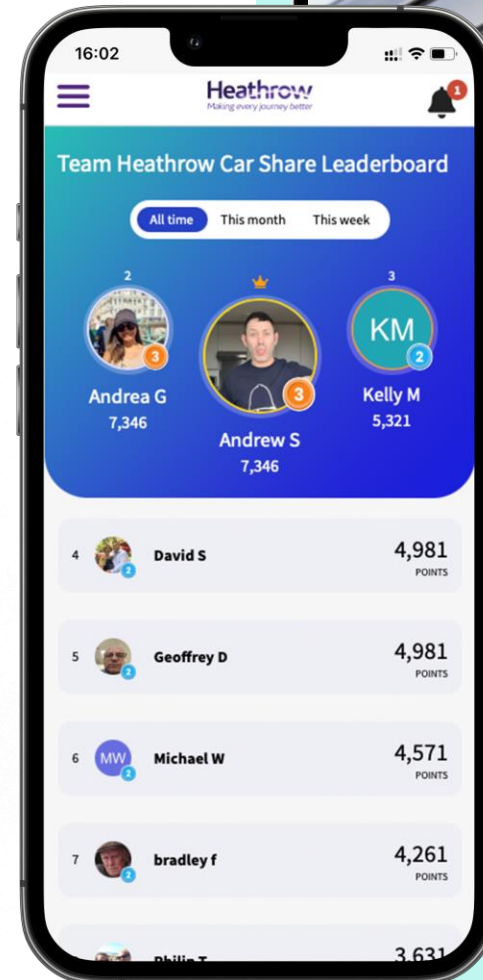 16:02
Heathrow
Making every journey better
1
Team Heathrow Car Share Leaderboard
All time This month This week
2
3
Andrea G
7,346
3
Andrew S
7,346
3
KM
2
Kelly M
5,321
4 2 David S 4,981
POINTS
5 2 Geoffrey D 4,981
POINTS
6 MW 2 Michael W 4,571
POINTS
7 2 bradley f 4,261
POINTS
Philip T 3,631